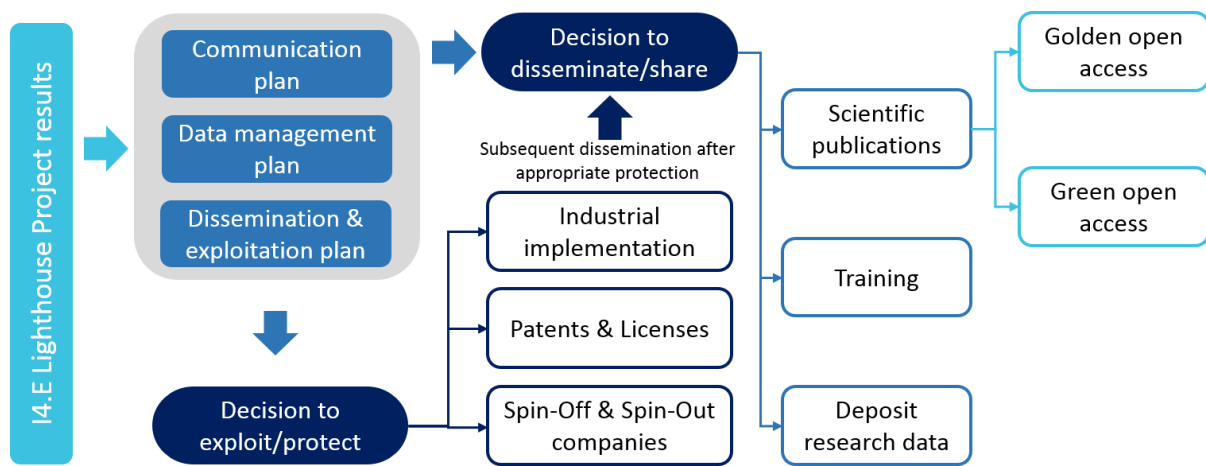 I4.E Lighthouse Project results
Communication
plan
Data management
plan
Dissemination &
exploitation plan
Decision to
disseminate/share
Subsequent dissemination after
appropriate protection
Decision to
exploit/protect
Industrial
implementation
Patents & Licenses
Spin-Off & Spin-Out
companies
Scientific
publications
Training
Deposit
research data
Golden open
access
Green open
access